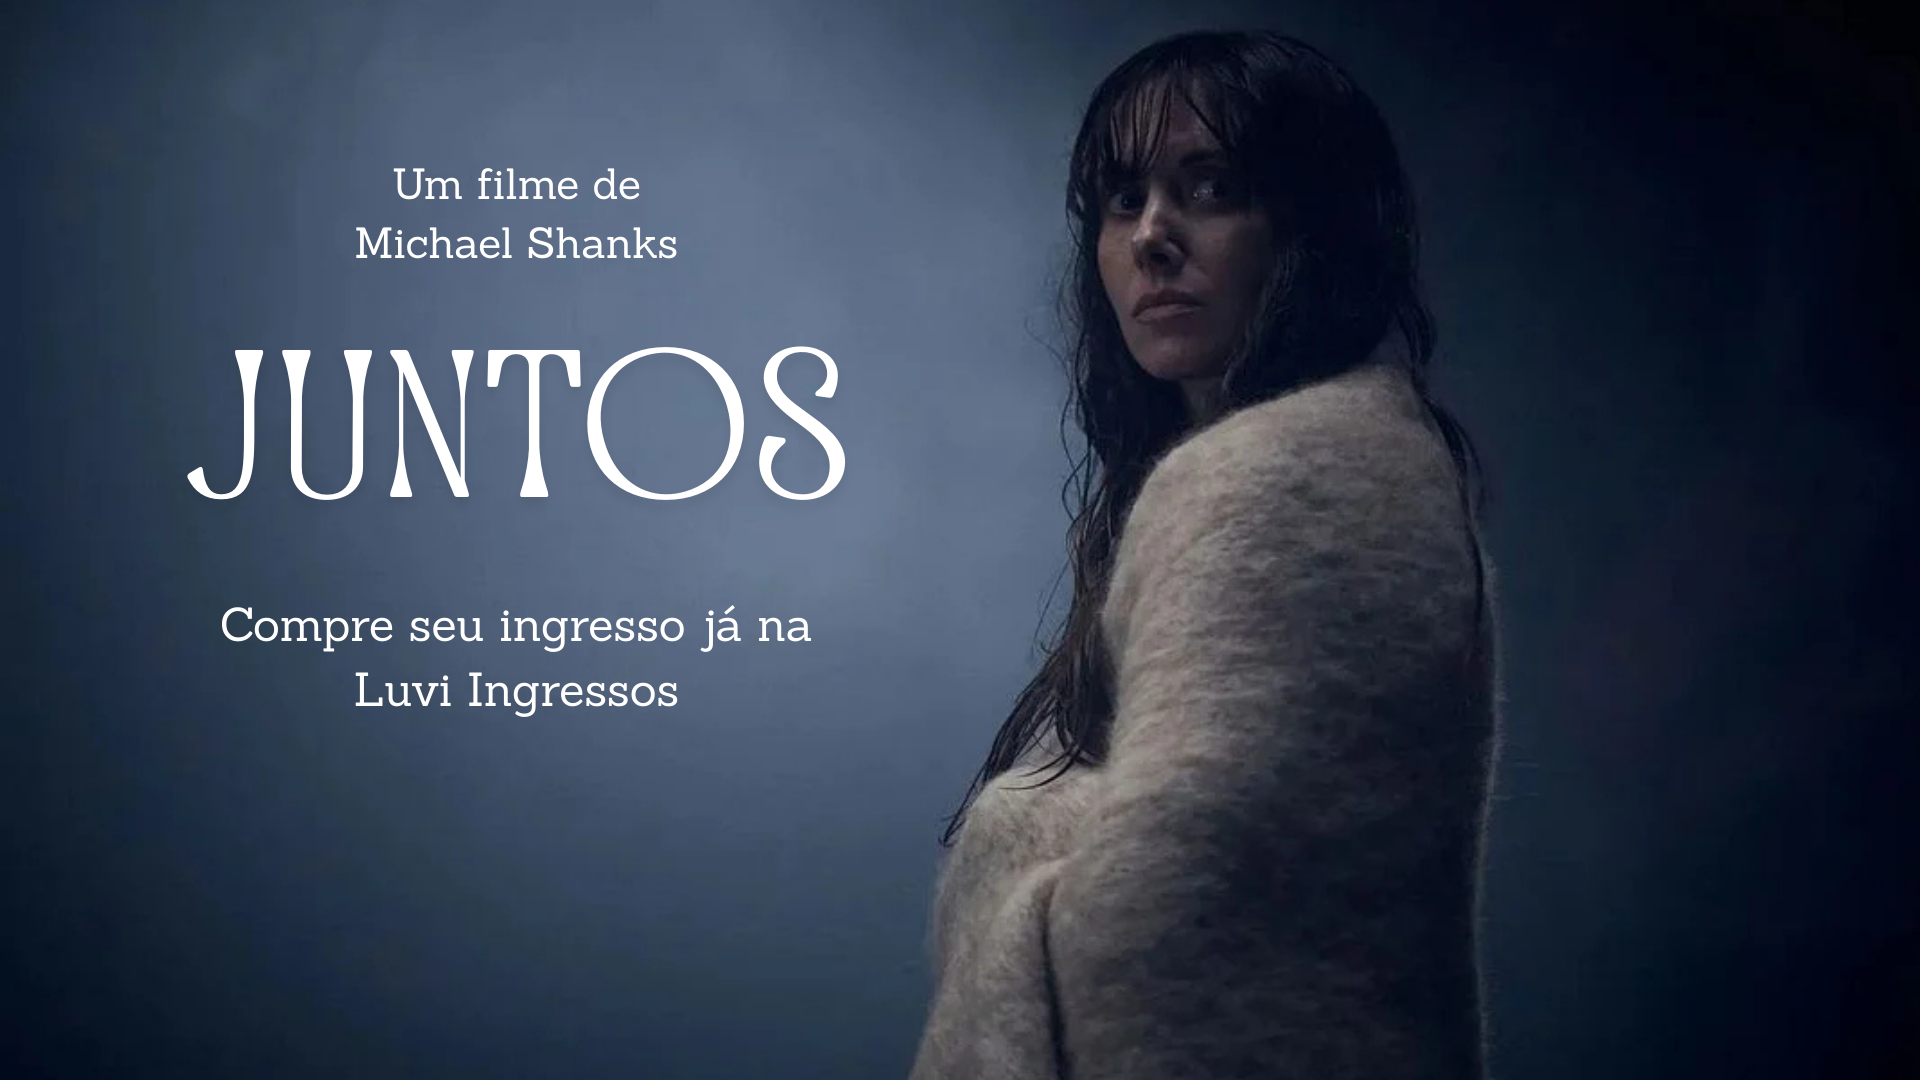 Um filme de
Michael Shanks
JUNTOS
Compre seu ingresso já na
Luvi Ingressos